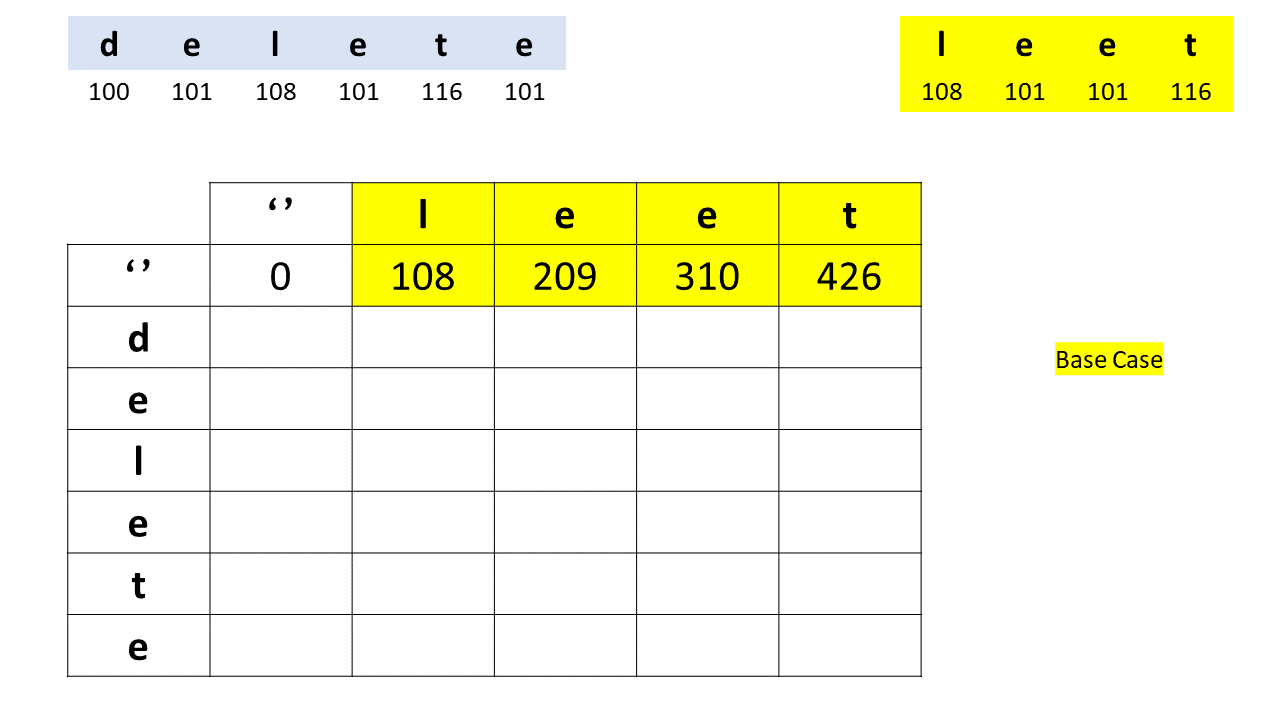 d e l e t e
100 101 108 101 116 101
l e e t
108 101 101 116
‘’ l e e t
‘’ 0 108 209 310 426
d
e
l
e
t
e
Base Case